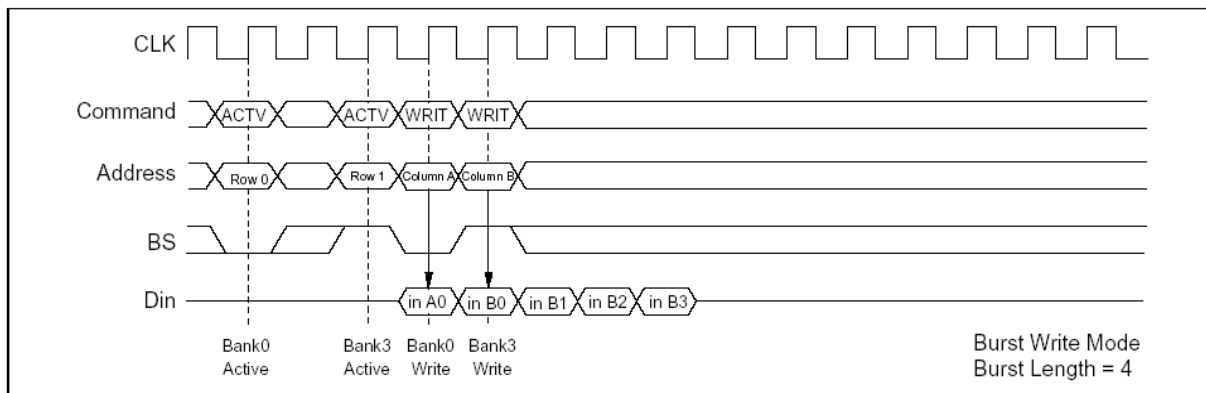 CLK
Command ACTV ACTV WRIT WRIT
Address Row 0 Row 1 Column A Column B
BS
Din in A0 in B0 in B1 in B2 in B3
Bank0 Bank3 Bank0 Bank3
Active Active Write Write
Burst Write Mode
Burst Length = 4